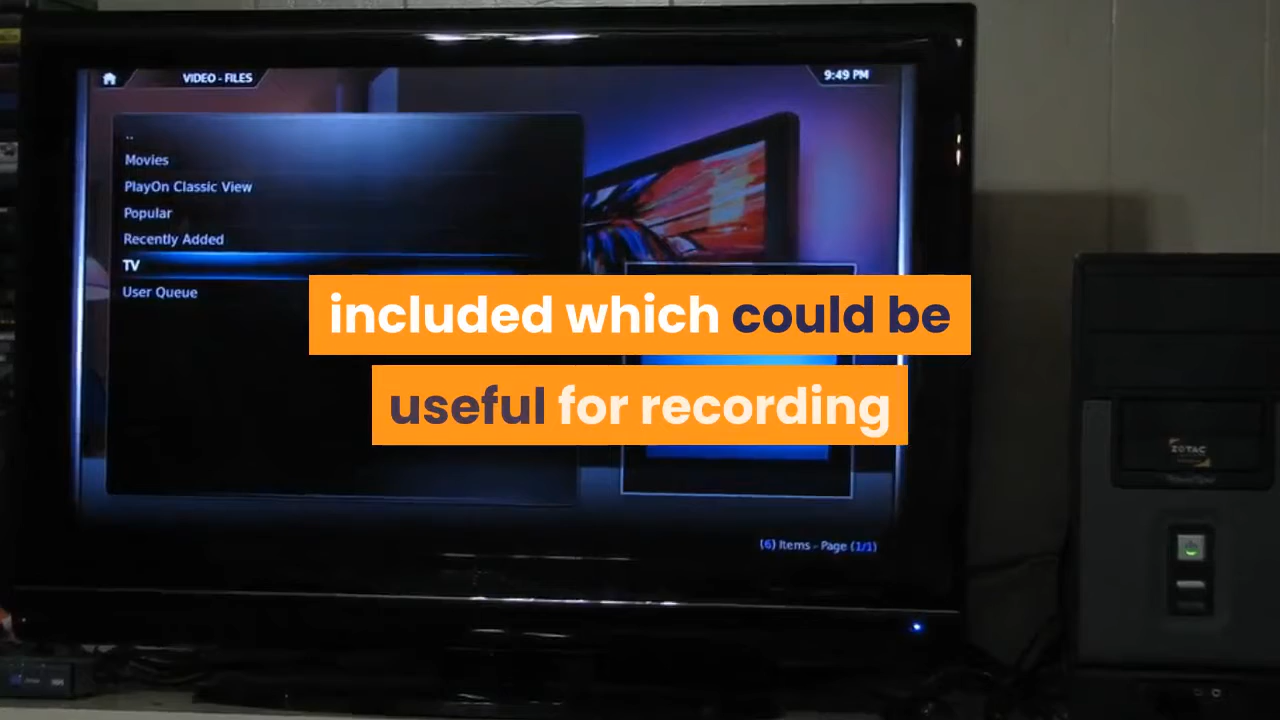 VIDEO - FILES
9:49 PM
..
Movies
PlayOn Classic View
Popular
Recently Added
TV
User Queue
included which could be
useful for recording
(6) Items - Page (1/1)
ZOTAC